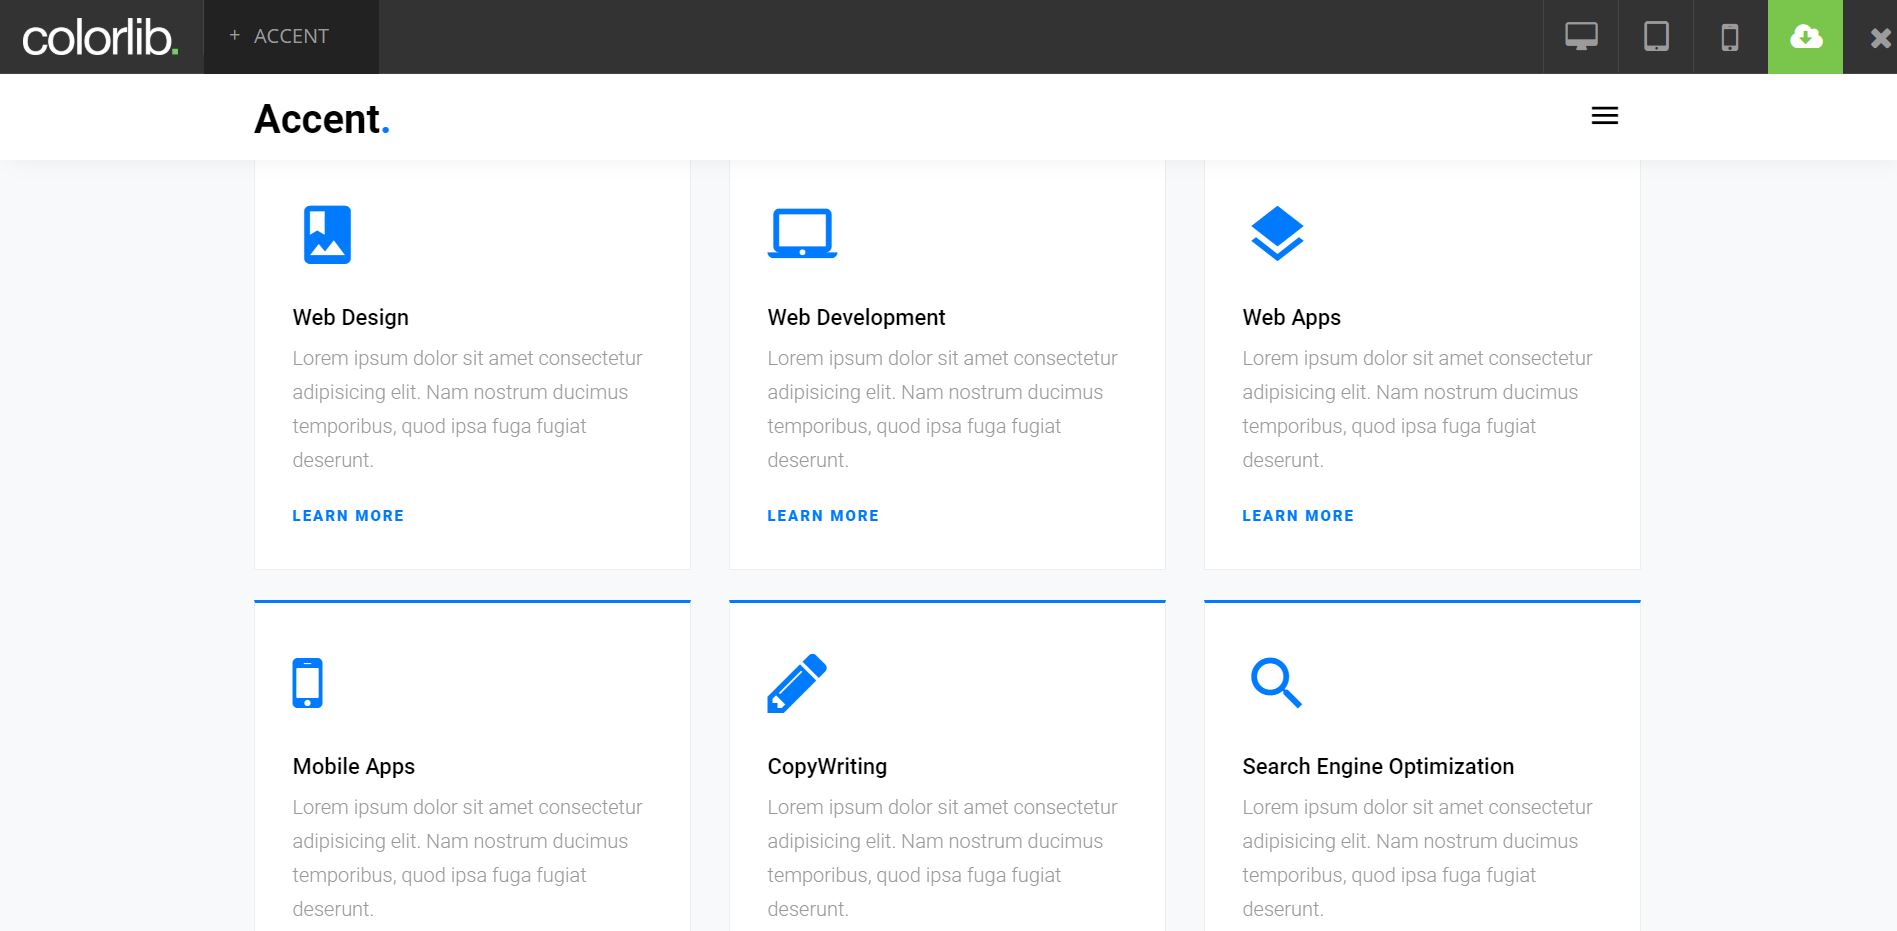 colorlib.
+ ACCENT
Accent.
Web Design
Lorem ipsum dolor sit amet consectetur
adipisicing elit. Nam nostrum ducimus
temporibus, quod ipsa fuga fugiat
deserunt.
LEARN MORE
Web Development
Lorem ipsum dolor sit amet consectetur
adipisicing elit. Nam nostrum ducimus
temporibus, quod ipsa fuga fugiat
deserunt.
LEARN MORE
Web Apps
Lorem ipsum dolor sit amet consectetur
adipisicing elit. Nam nostrum ducimus
temporibus, quod ipsa fuga fugiat
deserunt.
LEARN MORE
Mobile Apps
Lorem ipsum dolor sit amet consectetur
adipisicing elit. Nam nostrum ducimus
temporibus, quod ipsa fuga fugiat
deserunt.
CopyWriting
Lorem ipsum dolor sit amet consectetur
adipisicing elit. Nam nostrum ducimus
temporibus, quod ipsa fuga fugiat
deserunt.
Search Engine Optimization
Lorem ipsum dolor sit amet consectetur
adipisicing elit. Nam nostrum ducimus
temporibus, quod ipsa fuga fugiat
deserunt.